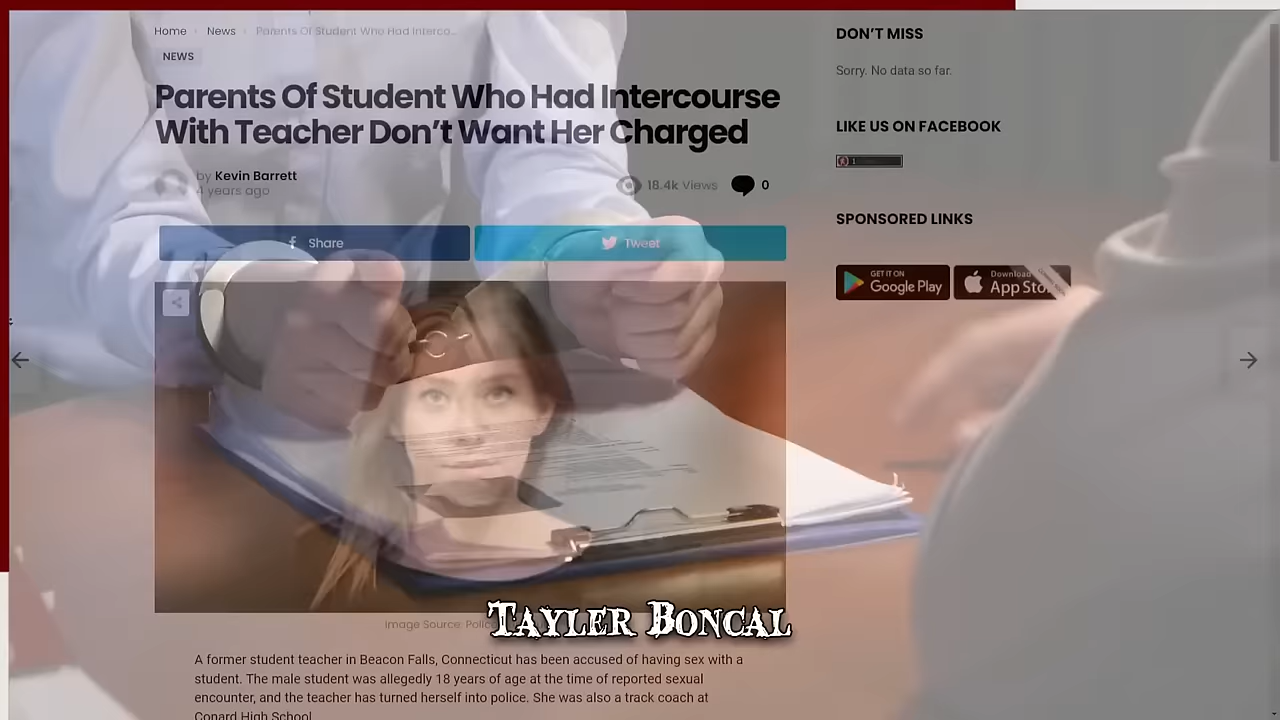 Home
News
Parents Of Student Who Had Interco...
NEWS
Parents Of Student Who Had Intercourse
With Teacher Don't Want Her Charged
by Kevin Barrett
4 years ago
18.4k Views
0
Share
Tweet
Image Source: Polic
TAYLER BONCAL
A former student teacher in Beacon Falls, Connecticut has been accused of having sex with a
student. The male student was allegedly 18 years of age at the time of reported sexual
encounter, and the teacher has turned herself into police. She was also a track coach at
Conard High School
DON'T MISS
Sorry. No data so far.
LIKE US ON FACEBOOK
1
SPONSORED LINKS
GET IT ON
Google Play
Download
App Sto